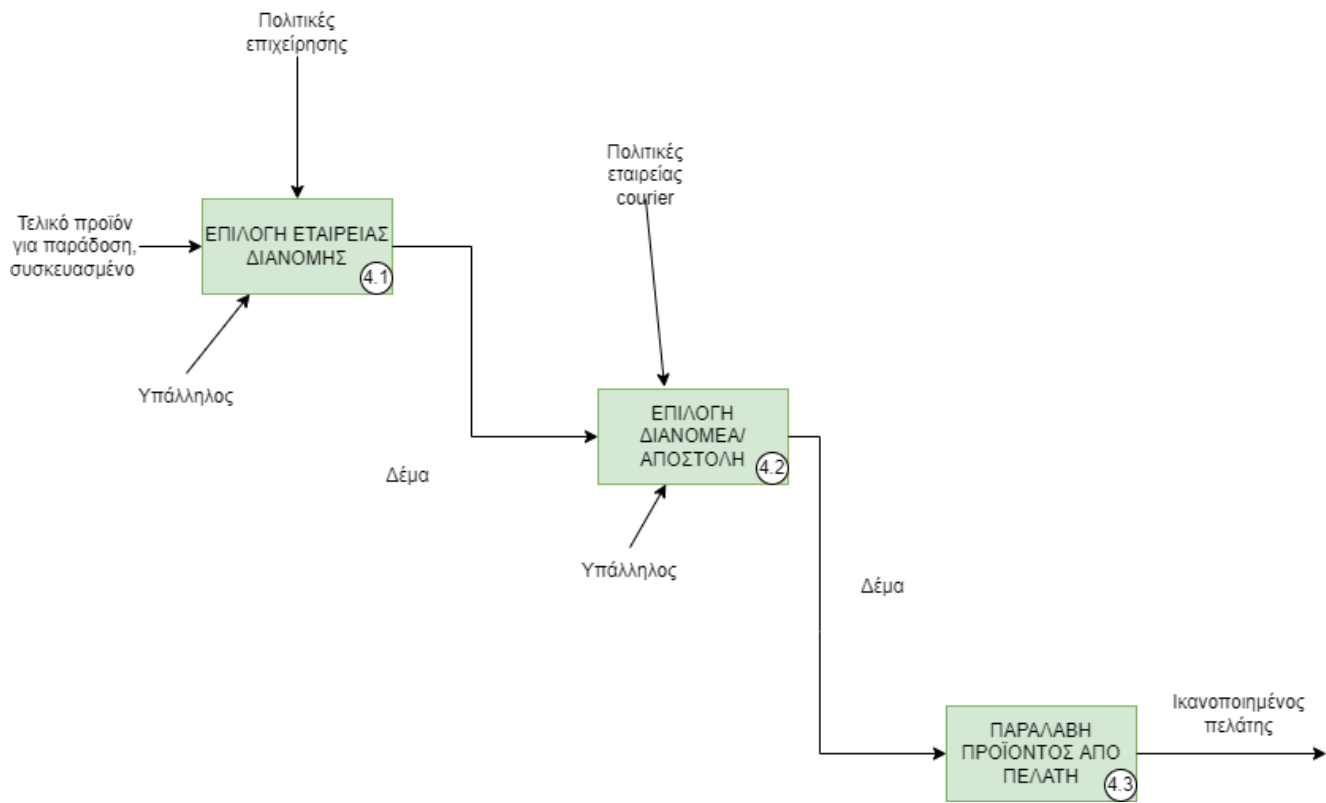 Πολιτικές
επιχείρησης
Πολιτικές
εταιρείας
courier
Τελικό προϊόν
για παράδοση,
συσκευασμένο
ΕΠΙΛΟΓΗ ΕΤΑΙΡΕΙΑΣ
ΔΙΑΝΟΜΗΣ
4.1
Υπάλληλος
ΕΠΙΛΟΓΗ
ΔΙΑΝΟΜΕΑ/
ΑΠΟΣΤΟΛΗ
4.2
Δέμα
Υπάλληλος
Δέμα
ΠΑΡΑΛΑΒΗ
ΠΡΟΪΟΝΤΟΣ ΑΠΟ
ΠΕΛΑΤΗ
4.3
Ικανοποιημένος
πελάτης